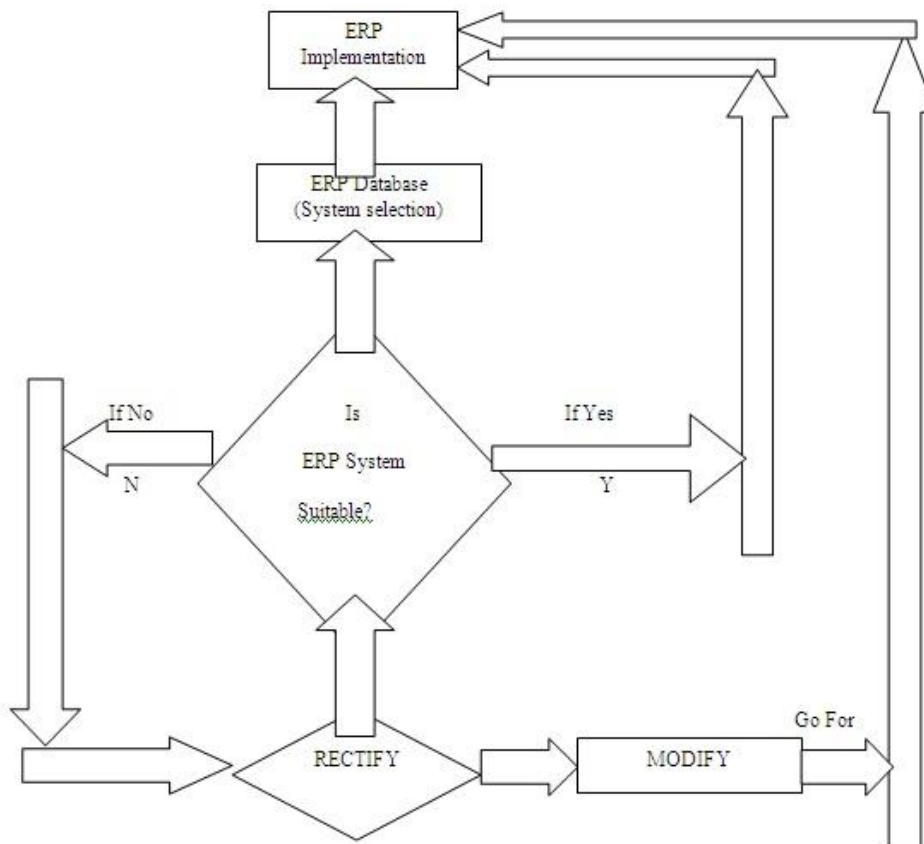 ERP
Implementation
ERP Database
(System selection)
If No
Is
If Yes
ERP System
N
Y
Suitable?
Go For
RECTIFY
MODIFY